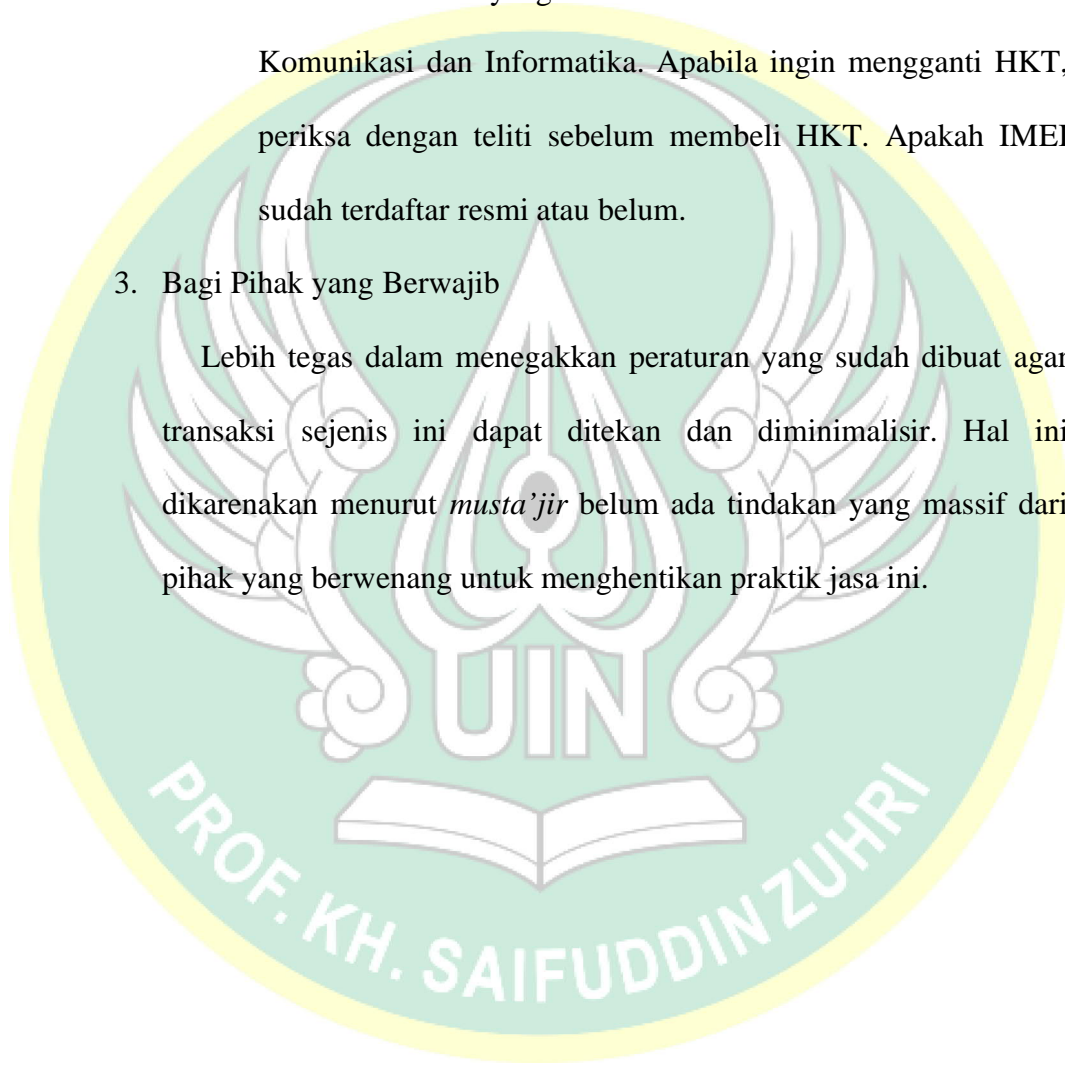 yang
Komunikasi dan Informatika. Apabila ingin mengganti HKT,
periksa dengan teliti sebelum membeli HKT. Apakah IMEI
sudah terdaftar resmi atau belum.
3. Bagi Pihak yang Berwajib
Lebih tegas dalam menegakkan peraturan yang sudah dibuat agar
transaksi sejenis ini dapat ditekan dan diminimalisir. Hal ini
dikarenakan menurut musta’jir belum ada tindakan yang massif dari
pihak yang berwenang untuk menghentikan praktik jasa ini.
UIN
PROF. KH. SAIFUDDIN ZUHRI